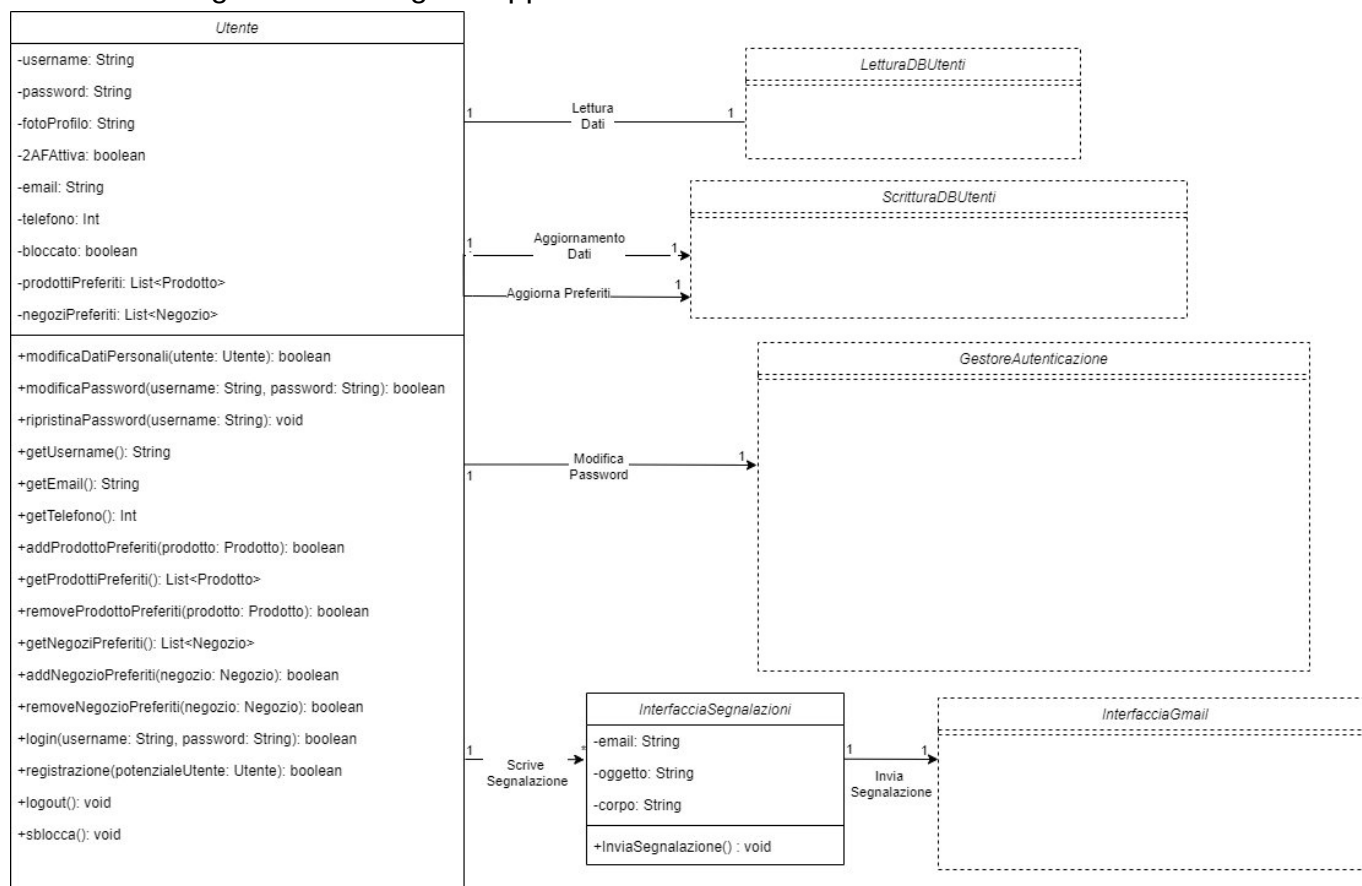 Utente
-username: String
-password: String
-fotoProfilo: String
-2AFAttiva: boolean
-email: String
-telefono: Int
-bloccato: boolean
-prodottiPreferiti: List<Prodotto>
-negoziPreferiti: List<Negozio>
+modificaDatiPersonali(utente: Utente): boolean
+modificaPassword(username: String, password: String): boolean
+ripristinaPassword(username: String): void
+getUsername(): String
+getEmail(): String
+getTelefono(): Int
+addProdottoPreferiti(prodotto: Prodotto): boolean
+getProdottiPreferiti(): List<Prodotto>
+removeProdottoPreferiti(prodotto: Prodotto): boolean
+getNegoziPreferiti(): List<Negozio>
+addNegozioPreferiti(negozio: Negozio): boolean
+removeNegozioPreferiti(negozio: Negozio): boolean
+login(username: String, password: String): boolean
+registrazione(potenzialeUtente: Utente): boolean
+logout(): void
+sblocca(): void
1
Lettura
Dati
1
LetturaDBUtenti
1
Aggiornamento
Dati
1
Aggiorna Preferiti
1
ScritturaDBUtenti
1
Modifica
Password
1
GestoreAutenticazione
1
Scrive
Segnalazione
*
InterfacciaSegnalazioni
-email: String
-oggetto: String
-corpo: String
+InviaSegnalazione() : void
1
Invia
Segnalazione
1
InterfacciaGmail